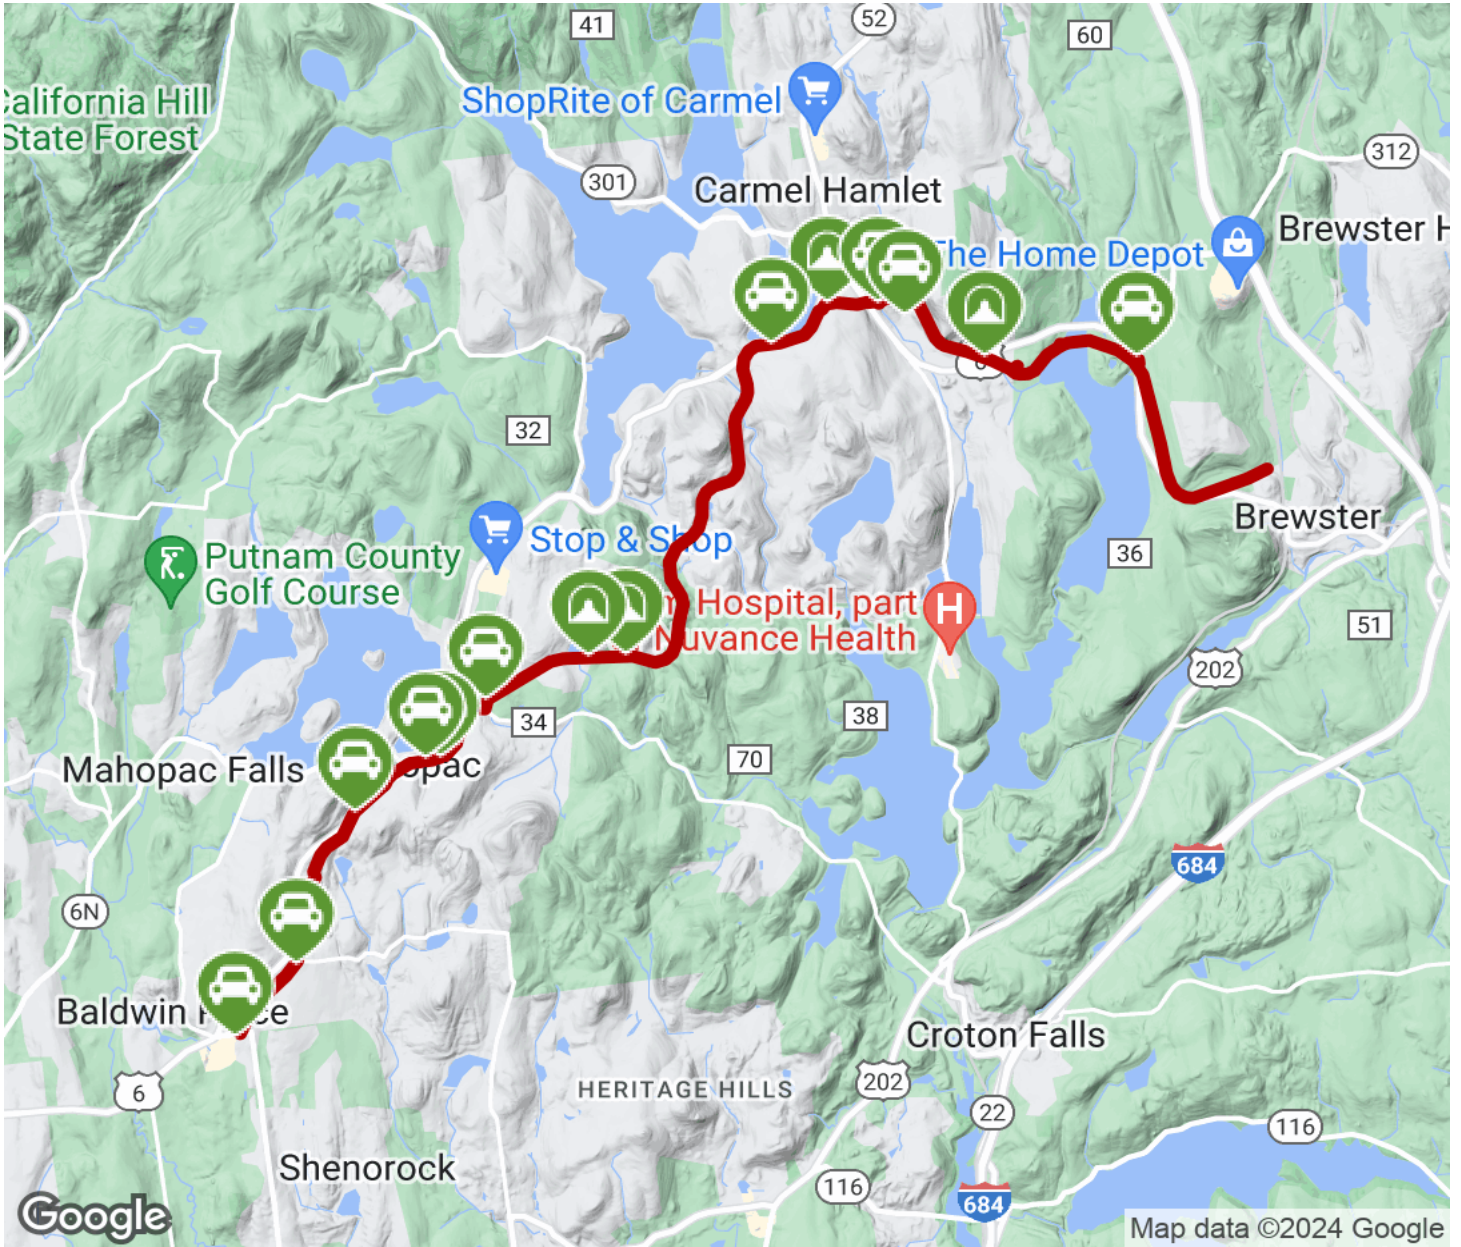 41
52
60
California Hill
State Forest
ShopRite of Carmel
312
301
Carmel Hamlet
Brewster H
The Home Depot
6
32
Brewster
Stop & Shop
Putnam County
Golf Course
36
Hospital, part
Nuvance Health
H
51
202
34
38
70
Mahopac Falls
opac
684
6N
Baldwin
Croton Falls
HERITAGE HILLS
202
6
22
116
Shenorock
116
684
Google
Map data ©2024 Google